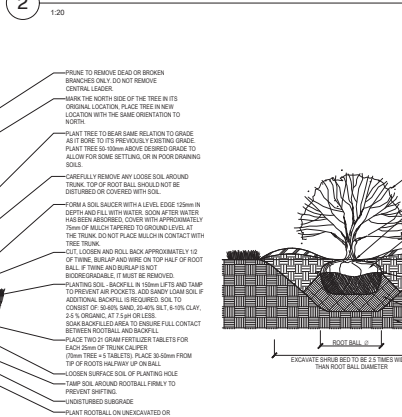 2
1:20
PRUNE TO REMOVE DEAD OR BROKEN
BRANCHES ONLY. DO NOT REMOVE
CENTRAL LEADER.
MARK THE NORTH SIDE OF THE TREE IN ITS
ORIGINAL LOCATION, PLACE TREE IN NEW
LOCATION WITH THE SAME ORIENTATION TO
NORTH.
PLANT TREE TO BEAR SAME RELATION TO GRADE
AS IT BORE TO IT'S PREVIOUSLY EXISTING GRADE.
PLANT TREE 50-100mm ABOVE DESIRED GRADE TO
ALLOW FOR SOME SETTLING, OR IN POOR DRAINING
SOILS.
CAREFULLY REMOVE ANY LOOSE SOIL AROUND
TRUNK. TOP OF ROOT BALL SHOULD NOT BE
DISTURBED OR COVERED WITH SOIL.
FORM A SOIL SAUCER WITH A LEVEL EDGE 125mm IN
DEPTH AND FILL WITH WATER. SOON AFTER WATER
HAS BEEN ABSORBED, COVER WITH APPROXIMATELY
75mm OF MULCH TAPERED TO GROUND LEVEL AT
THE TRUNK. DO NOT PLACE MULCH IN CONTACT WITH
TREE TRUNK.
CUT, LOOSEN AND ROLL BACK APPROXIMATELY 1/2
OF TWINE, BURLAP AND WIRE ON TOP HALF OF ROOT
BALL. IF TWINE AND BURLAP IS NOT
BIODREGRADABLE, IT MUST BE REMOVED.
PLANTING SOIL - BACKFILL IN 150mm LIFTS AND TAMP
TO PREVENT AIR POCKETS. ADD SANDY LOAM SOIL IF
ADDITIONAL BACKFILL IS REQUIRED. SOIL TO
CONSIST OF: 50-60% SAND, 20-40% SILT, 6-10% CLAY,
2-5 % ORGANIC, AT 7.5 pH OR LESS.
SOAK BACKFILLED AREA TO ENSURE FULL CONTACT
BETWEEN ROOTBALL AND BACKFILL
PLACE TWO 21 GRAM FERTILIZER TABLETS FOR
EACH 25mm OF TRUNK CALIPER
(70mm TREE = 5 TABLETS). PLACE 30-50mm FROM
TIP OF ROOTS HALFWAY UP ON BALL
LOOSEN SURFACE SOIL OF PLANTING HOLE
TAMP SOIL AROUND ROOTBALL FIRMLY TO
PREVENT SHIFTING.
UNDISTURBED SUBGRADE
PLANT ROOTBALL ON UNEXCAVATED OR
ROOT BALL Ø
EXCAVATE SHRUB BED TO BE 2.5 TIMES
THAN ROOT BALL DIAMETER